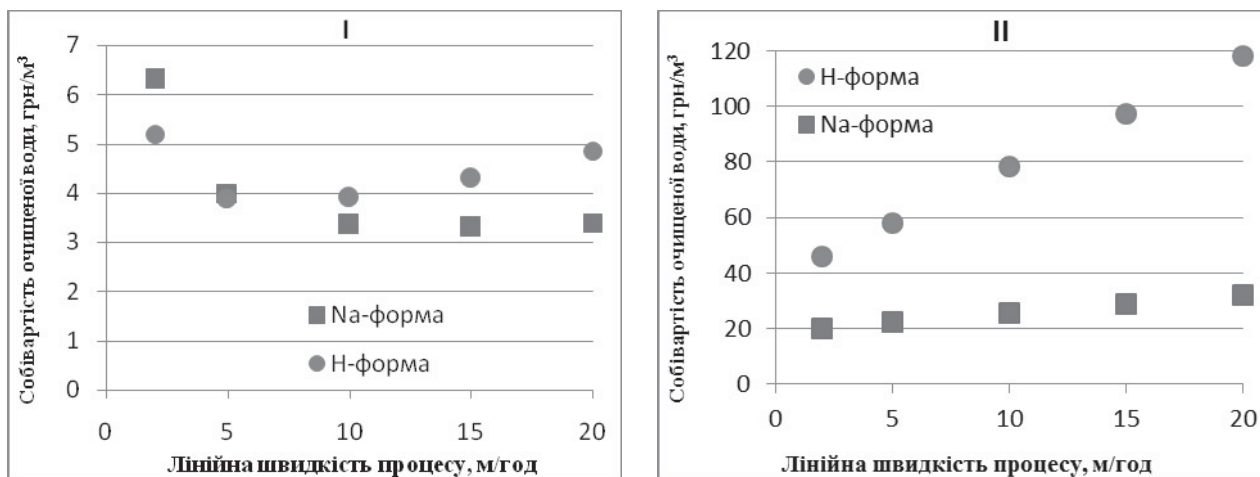 I
Собівартість очищеної води, грн/м³
7
6
5
4
3
2
1
0
Na-форма
H-форма
0 5 10 15 20
Лінійна швидкість процесу, м/год
II
Собівартість очищеної води, грн/м³
120
100
80
60
40
20
0
H-форма
Na-форма
0 5 10 15 20
Лінійна швидкість процесу, м/год